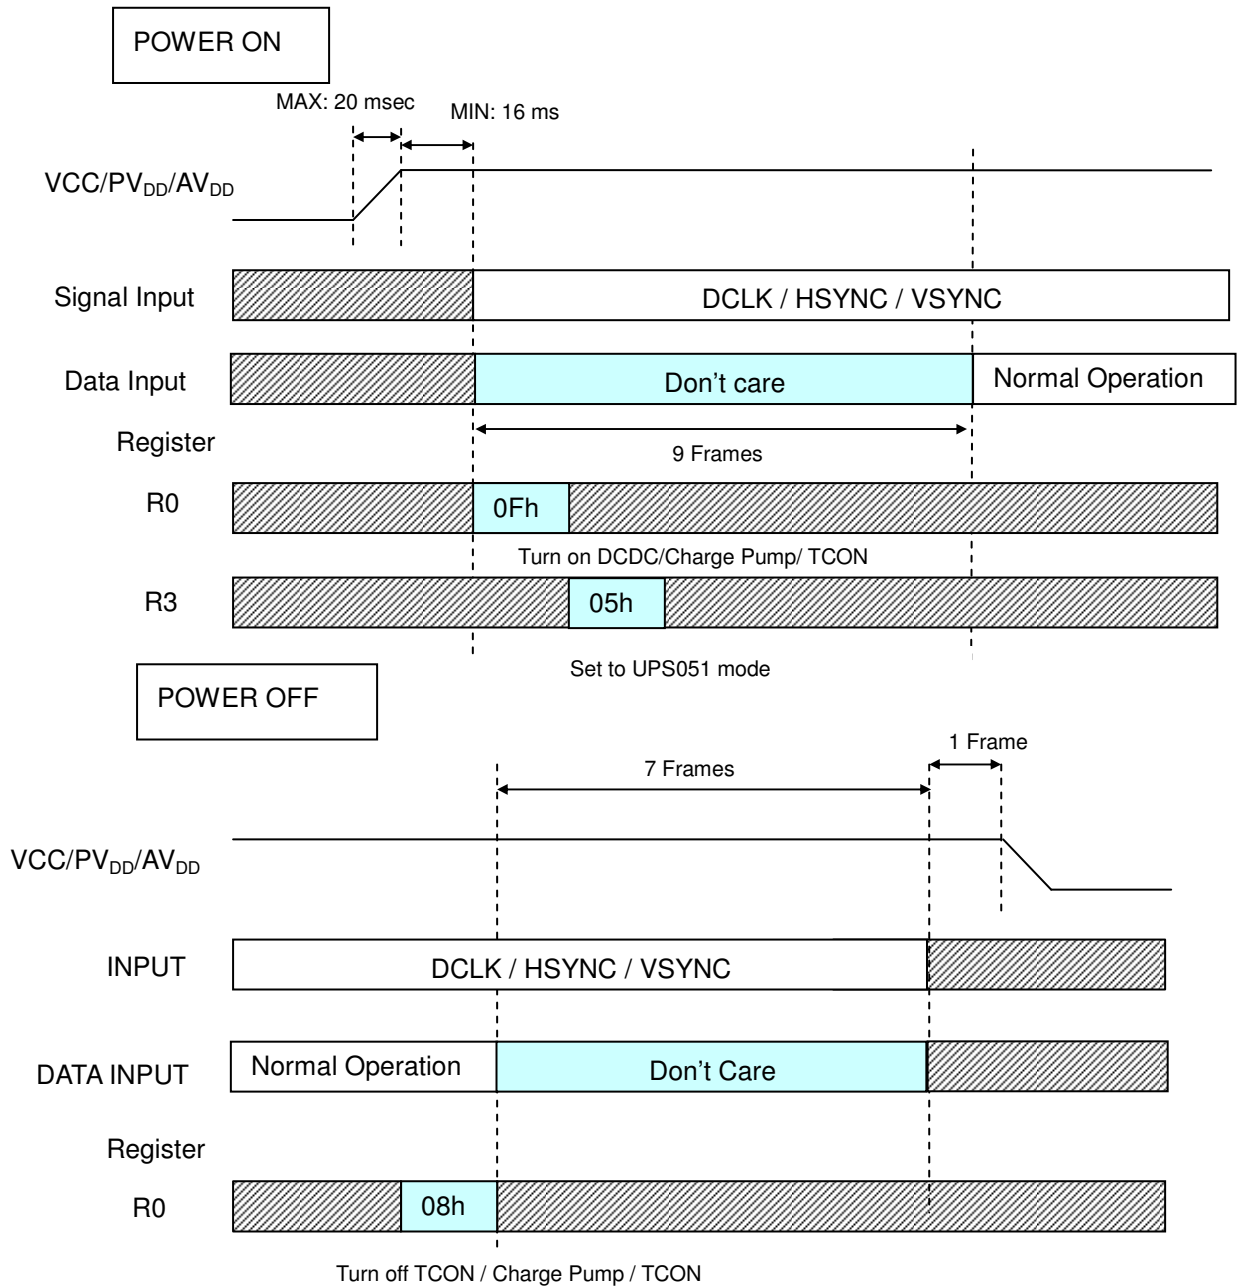 POWER ON
MAX: 20 msec
MIN: 16 ms
VCC/PVDD/AVDD
Signal Input
DCLK / HSYNC / VSYNC
Data Input
Don't care
Normal Operation
Register
9 Frames
R0
0Fh
Turn on DCDC/Charge Pump/ TCON
R3
05h
Set to UPS051 mode
POWER OFF
1 Frame
7 Frames
VCC/PVDD/AVDD
INPUT
DCLK / HSYNC / VSYNC
DATA INPUT
Normal Operation
Don't Care
Register
R0
08h
Turn off TCON / Charge Pump / TCON